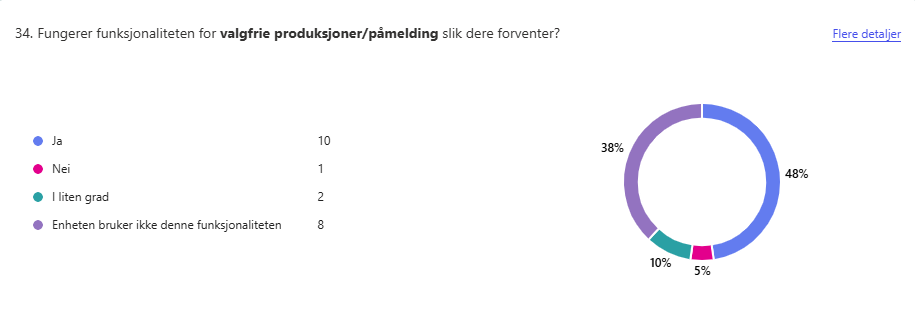 34. Fungerer funksjonaliteten for valgfrie produksjoner/påmelding slik dere forventer?
Flere detaljer
Ja 10
Nei 1
I liten grad 2
Enheten bruker ikke denne funksjonaliteten 8
38%
48%
10%
5%